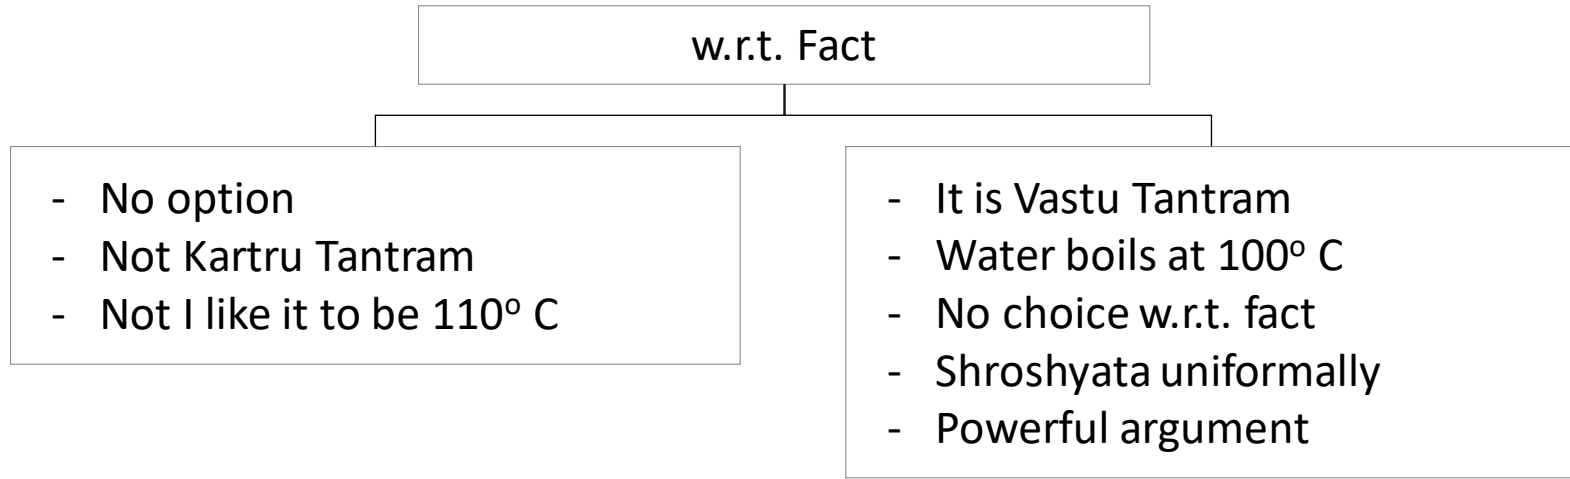 w.r.t. Fact
- No option
- Not Kartru Tantram
- Not I like it to be 110° C
- It is Vastu Tantram
- Water boils at 100° C
- No choice w.r.t. fact
- Shroshyata uniformally
- Powerful argument